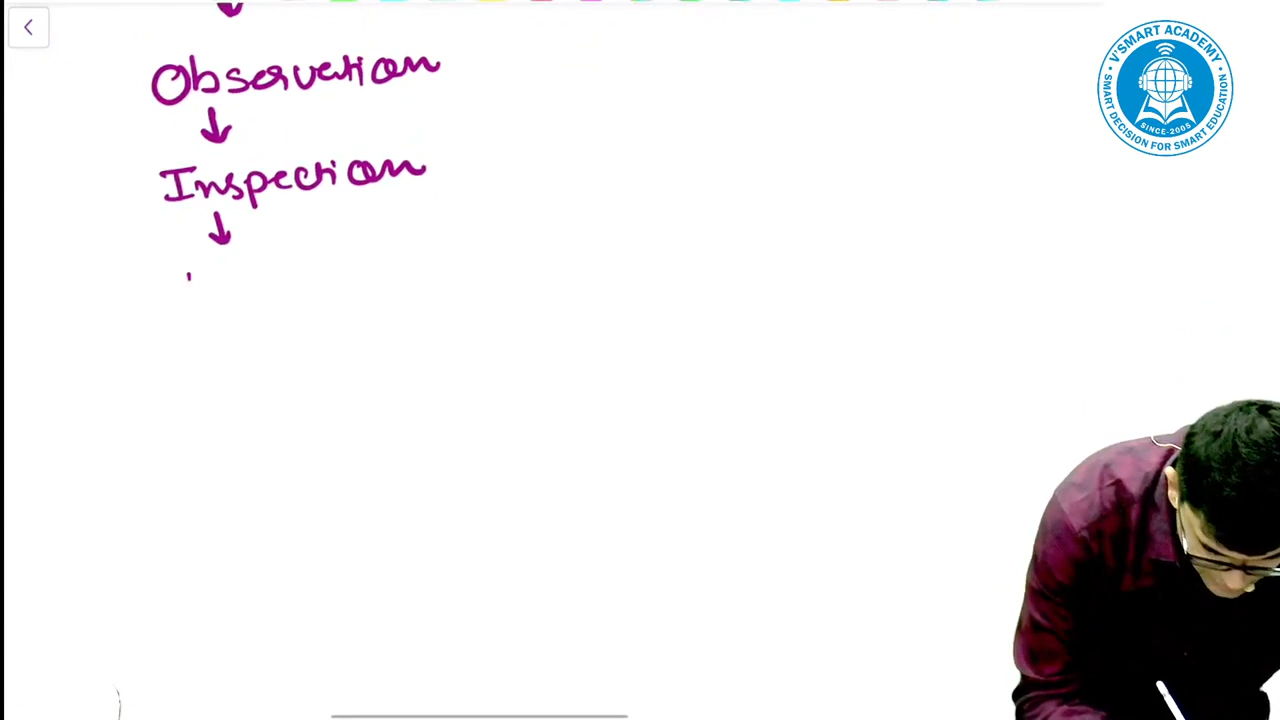 Observation
Inspection
V'SMART ACADEMY
SINCE-2005
SMART DECISION FOR SMART EDUCATION